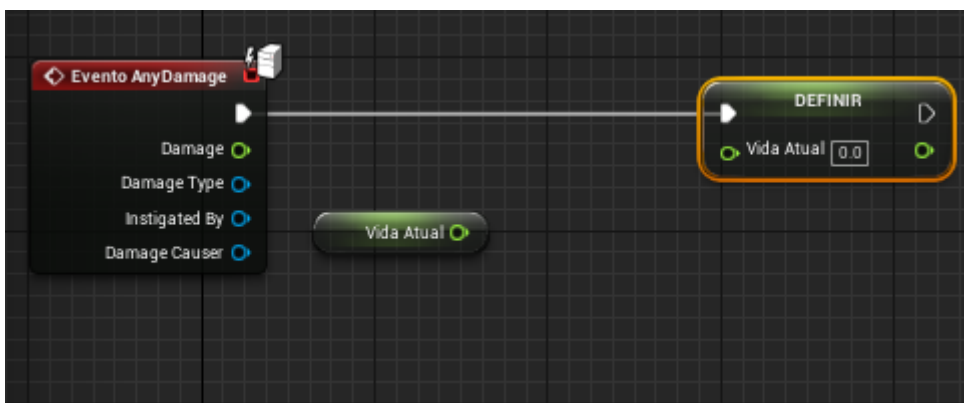 Evento AnyDamage
Damage
Damage Type
Instigated By
Damage Causer
Vida Atual
DEFINIR
Vida Atual 0.0